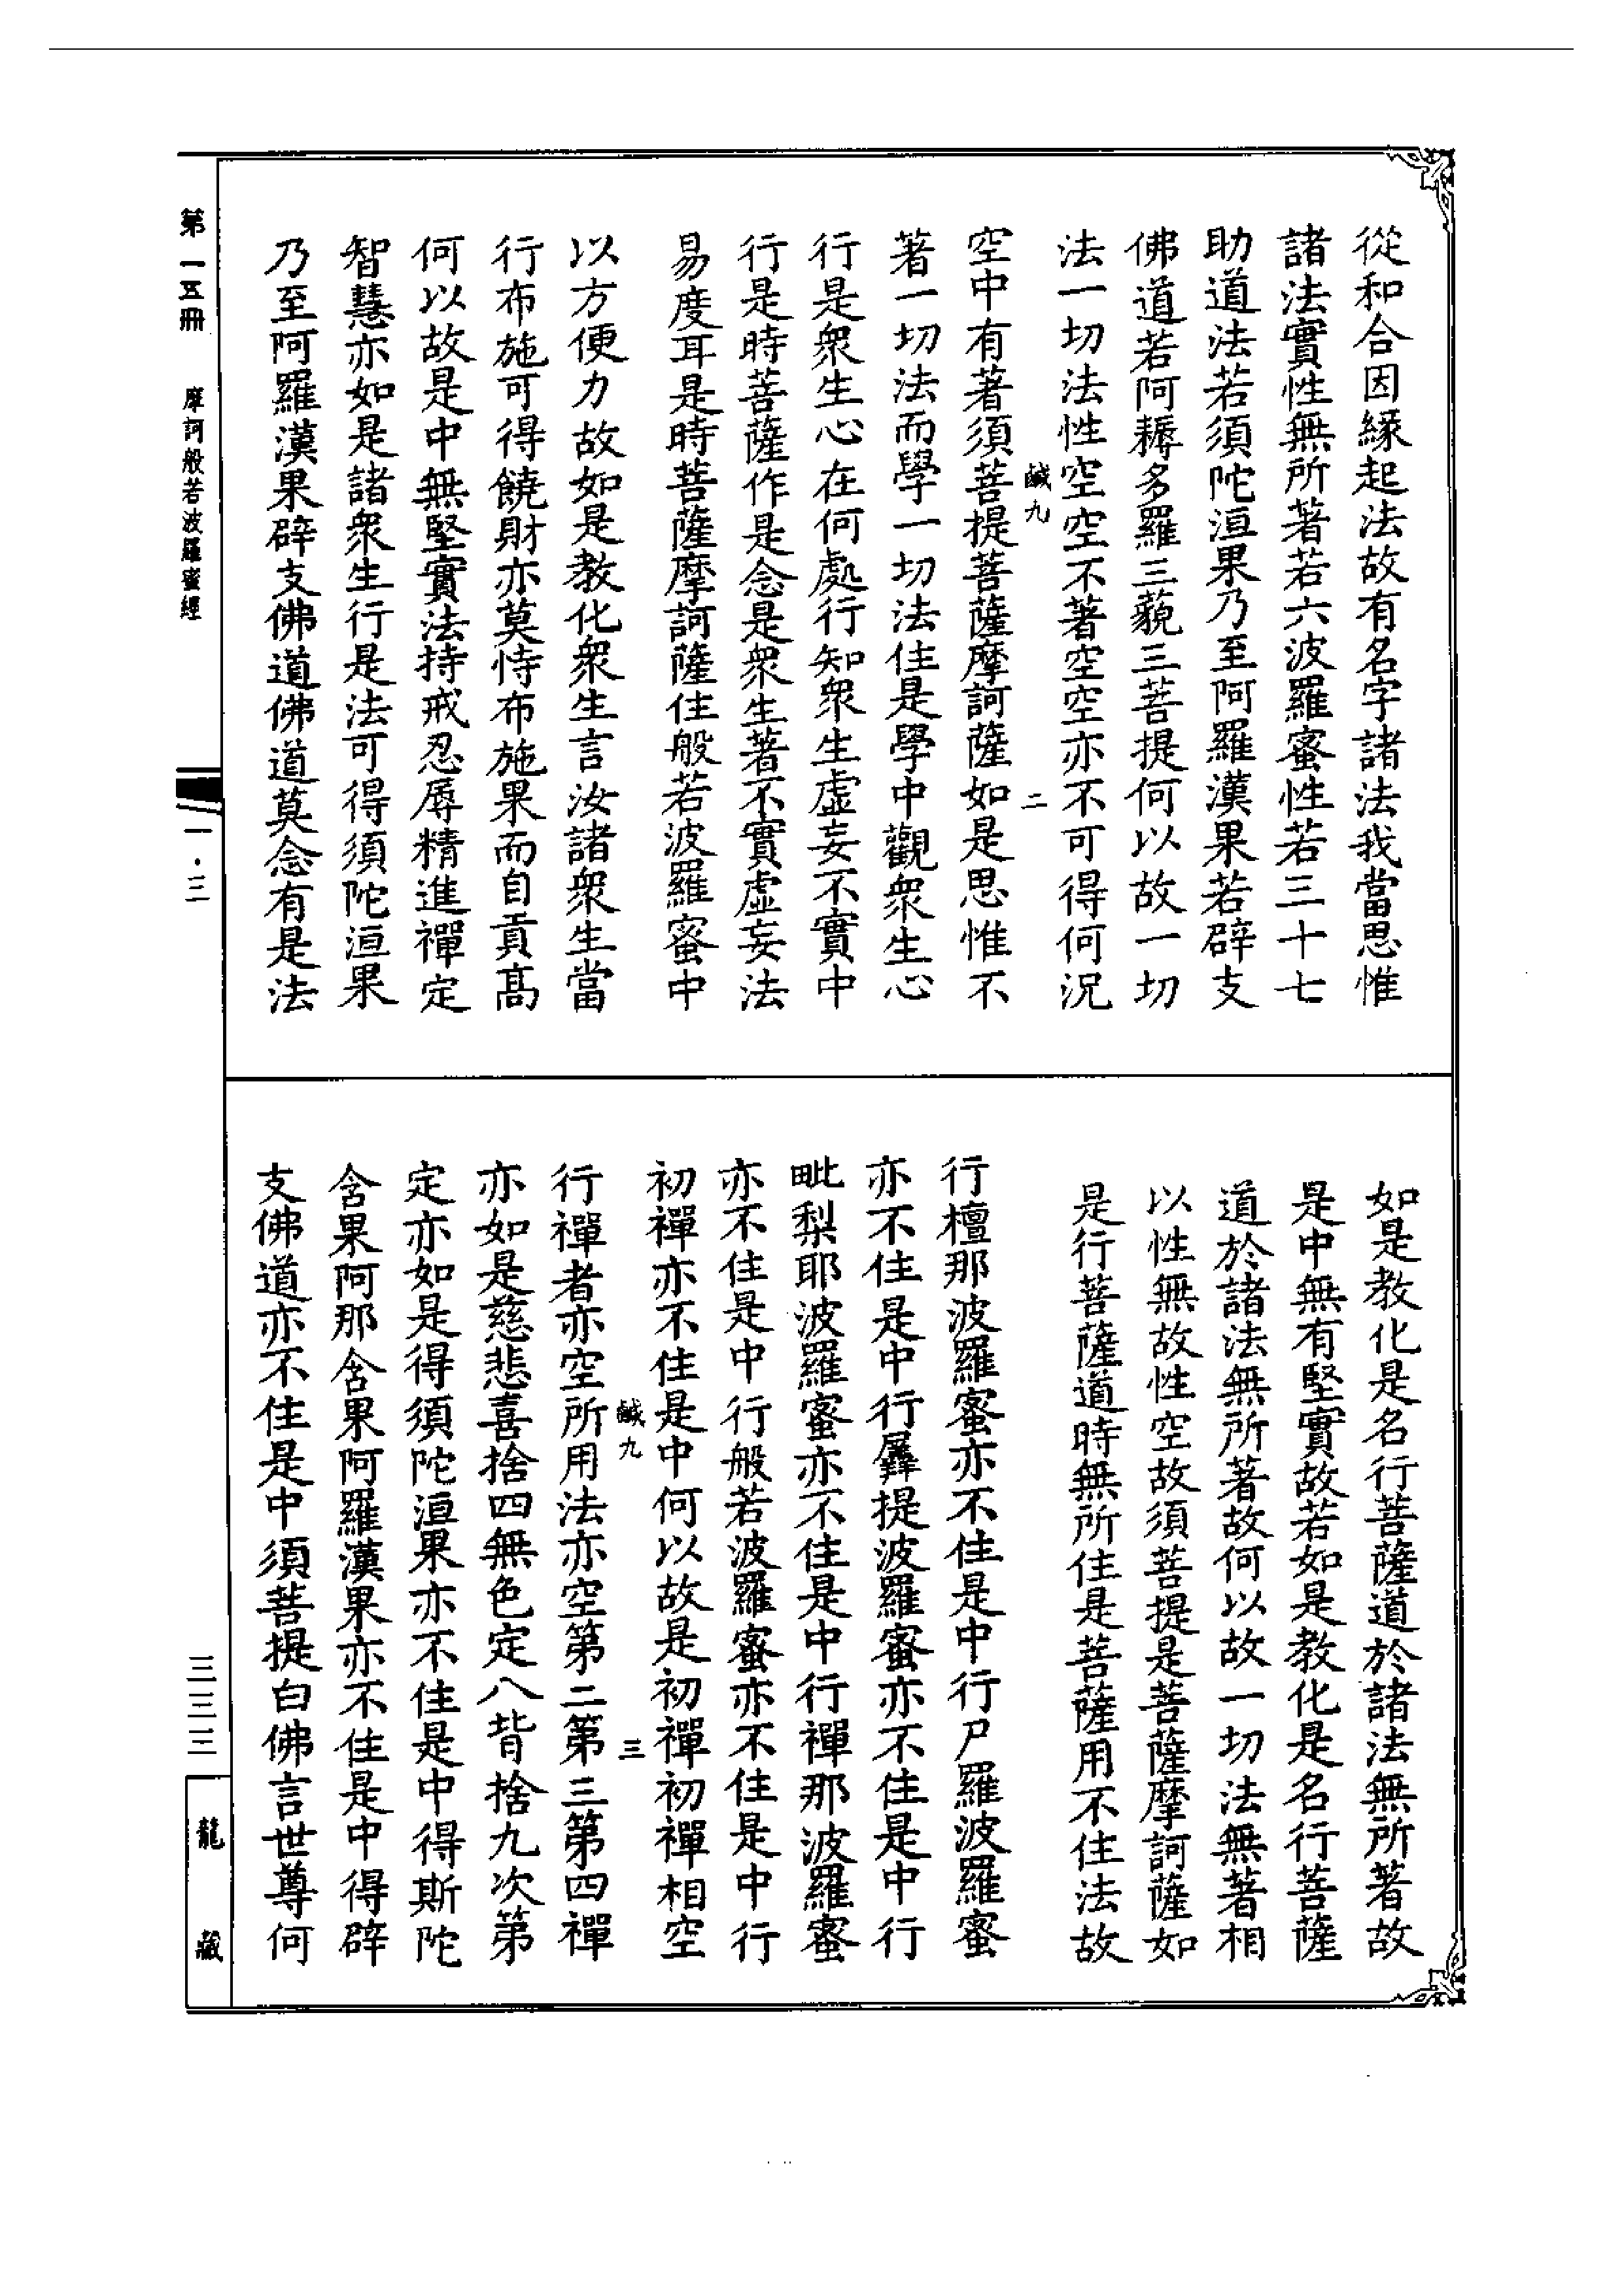 從和合因緣起法故有名字諸法我當思惟
諸法實性無所著若六波羅蜜性若三十七
助道法若須陀洹果乃至阿羅漢果若辟支
佛道若阿耨多羅三藐三菩提何以故一切
法一切法性空空不著空空亦不可得何況
鹹九
二
空中有著須菩提菩薩摩訶薩如是思惟不
著一切法而學一切法住是學中觀衆生心
行是衆生心在何處行知衆生虛妄不實中
行是時菩薩作是念是衆生著不實虛妄法
易度耳是時菩薩摩訶薩住般若波羅蜜中
以方便力故如是教化衆生言汝諸衆生當
行布施可得饒財亦莫恃布施果而自貢高
何以故是中無堅實法持戒忍辱精進禪定
智慧亦如是諸衆生行是法可得須陀洹果
乃至阿羅漢果辟支佛道佛道莫念有是法
如是教化是名行菩薩道於諸法無所著故
是中無有堅實故若如是教化是名行菩薩
道於諸法無所著故何以故一切法無著相
以性無故性空故須菩提是菩薩摩訶薩如
是行菩薩道時無所住是菩薩用不住法故
行檀那波羅蜜亦不住是中行尸羅波羅蜜
亦不住是中行羼提波羅蜜亦不住是中行
毗梨耶波羅蜜亦不住是中行禪那波羅蜜
亦不住是中行般若波羅蜜亦不住是中行
初禪亦不住是中何以故是初禪初禪相空
鹹九
三
行禪者亦空所用法亦空第二第三第四禪
亦如是慈悲喜捨四無色定八背捨九次第
定亦如是得須陀洹果亦不住是中得斯陀
含果阿那含果阿羅漢果亦不住是中得辟
支佛道亦不住是中須菩提白佛言世尊何
第一五冊
摩訶般若波羅蜜經
一·三
三三三
龍藏